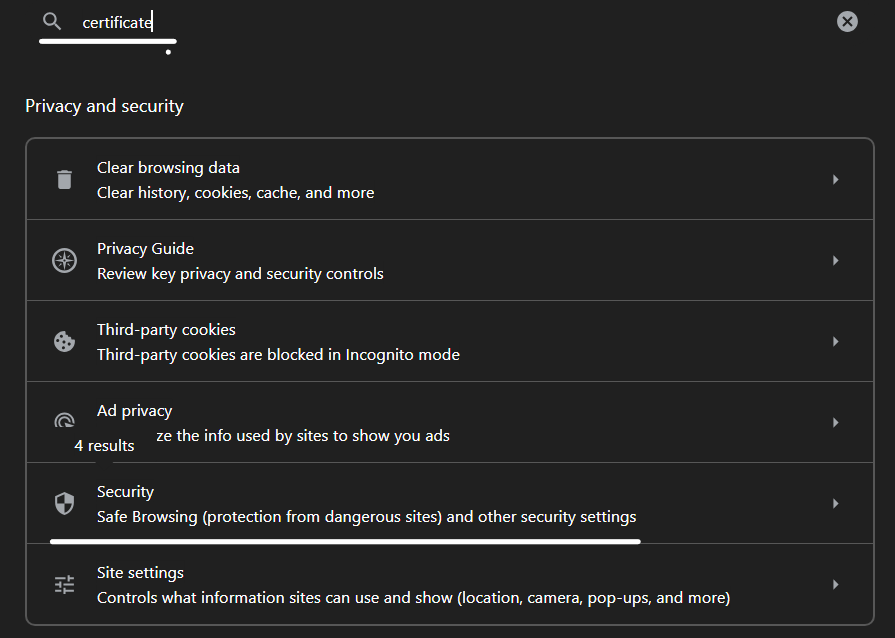 certificate
Privacy and security
Clear browsing data
Clear history, cookies, cache, and more
Privacy Guide
Review key privacy and security controls
Third-party cookies
Third-party cookies are blocked in Incognito mode
Ad privacy
ze the info used by sites to show you ads
4 results
Security
Safe Browsing (protection from dangerous sites) and other security settings
Site settings
Controls what information sites can use and show (location, camera, pop-ups, and more)